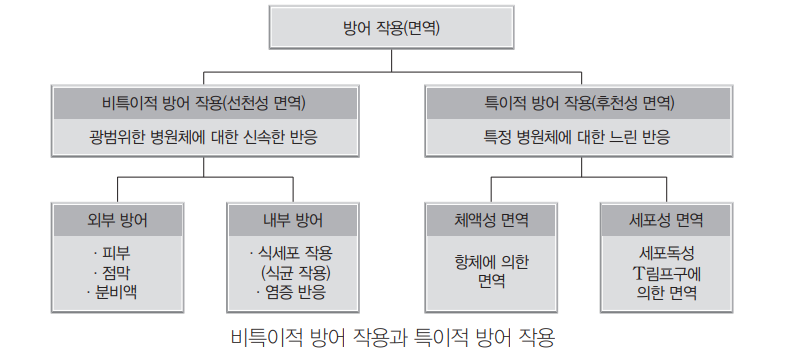 방어 작용(면역)
비특이적 방어 작용(선천성 면역)
광범위한 병원체에 대한 신속한 반응
특이적 방어 작용(후천성 면역)
특정 병원체에 대한 느린 반응
외부 방어
· 피부
· 점막
· 분비액
내부 방어
· 식세포 작용
(식균 작용)
· 염증 반응
체액성 면역
항체에 의한
면역
세포성 면역
세포독성
T림프구에
의한 면역
비특이적 방어 작용과 특이적 방어 작용